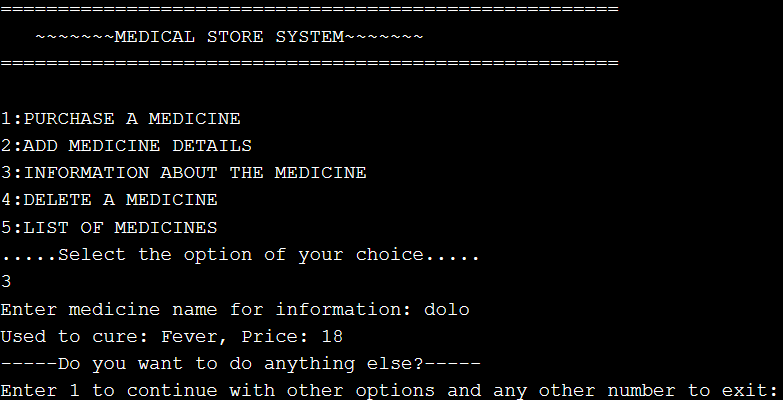 ======================================================
~~~~~~~MEDICAL STORE SYSTEM~~~~~~~
======================================================
1:PURCHASE A MEDICINE
2:ADD MEDICINE DETAILS
3:INFORMATION ABOUT THE MEDICINE
4:DELETE A MEDICINE
5:LIST OF MEDICINES
.....Select the option of your choice.....
3
Enter medicine name for information: dolo
Used to cure: Fever, Price: 18
-----Do you want to do anything else?-----
Enter 1 to continue with other options and any other number to exit: